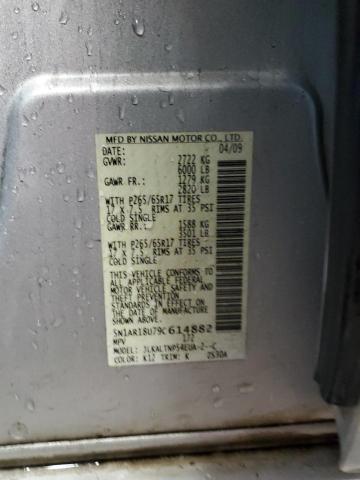 MFD BY NISSAN MOTOR CO., LTD.
DATE: 04/09
GVWR: 2722 KG
6000 LB
GAWR FR.: 1279 KG
2820 LB
WITH P265/65R17 TIRES
17 X 7.5 RIMS AT 35 PSI
COLD SINGLE
GAWR RR.: 1588 KG
3501 LB
WITH P265/65R17 TIRES
17 X 7.5 RIMS AT 35 PSI
COLD SINGLE
THIS VEHICLE CONFORMS
TO ALL APPLICABLE FEDERAL
MOTOR VEHICLE SAFETY
STANDARDS IN EFFECT ON
THE DATE OF MANUFACTURE
SHOWN ABOVE.
5N1AR18U79C614882
MPV 172
MODEL: JLKALTNP54EUA-Z--C
COLOR: K12 TRIM: K ZS30A